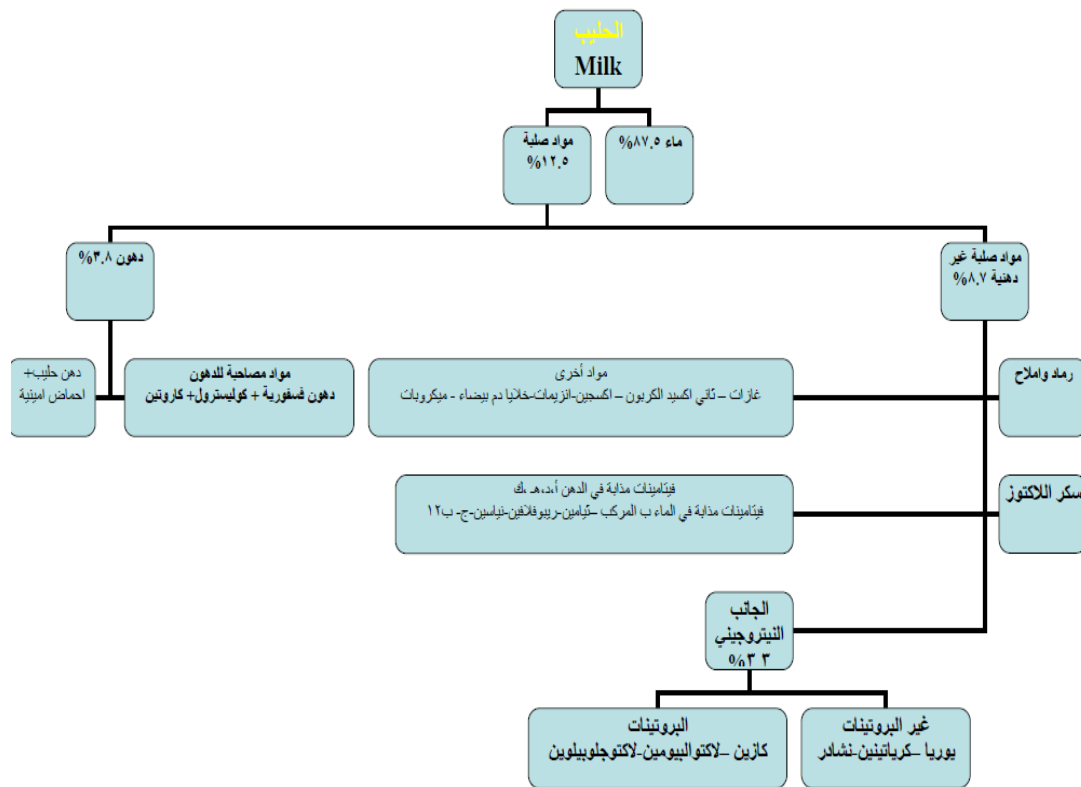 الحليب
Milk
ماء ٨٧.٥%
مواد صلبة
١٢.٥%
مواد صلبة غير
دهنية ٨.٧%
دهون ٣.٨%
رماد واملاح
مواد أخرى
غازات – ثاني اكسيد الكربون – اكسجين-انزيمات-خلايا دم بيضاء - ميكروبات
مواد مصاحبة للدهون
دهون فسفورية + كوليسترول+ كاروتين
دهن حليب+
احماض امينية
سكر اللاكتوز
فيتامينات مذابة في الدهن أ،د،هـ ،ك
فيتامينات مذابة في الماء ب المركب –ثيامين-ريبوفلافين-نياسين-ج- ب١٢
الجانب
النيتروجيني
٣.٣%
غير البروتينات
يوريا –كرياتينين-نشادر
البروتينات
كازين –لاكتوالبيومين-لاكتوجلوبيلوين